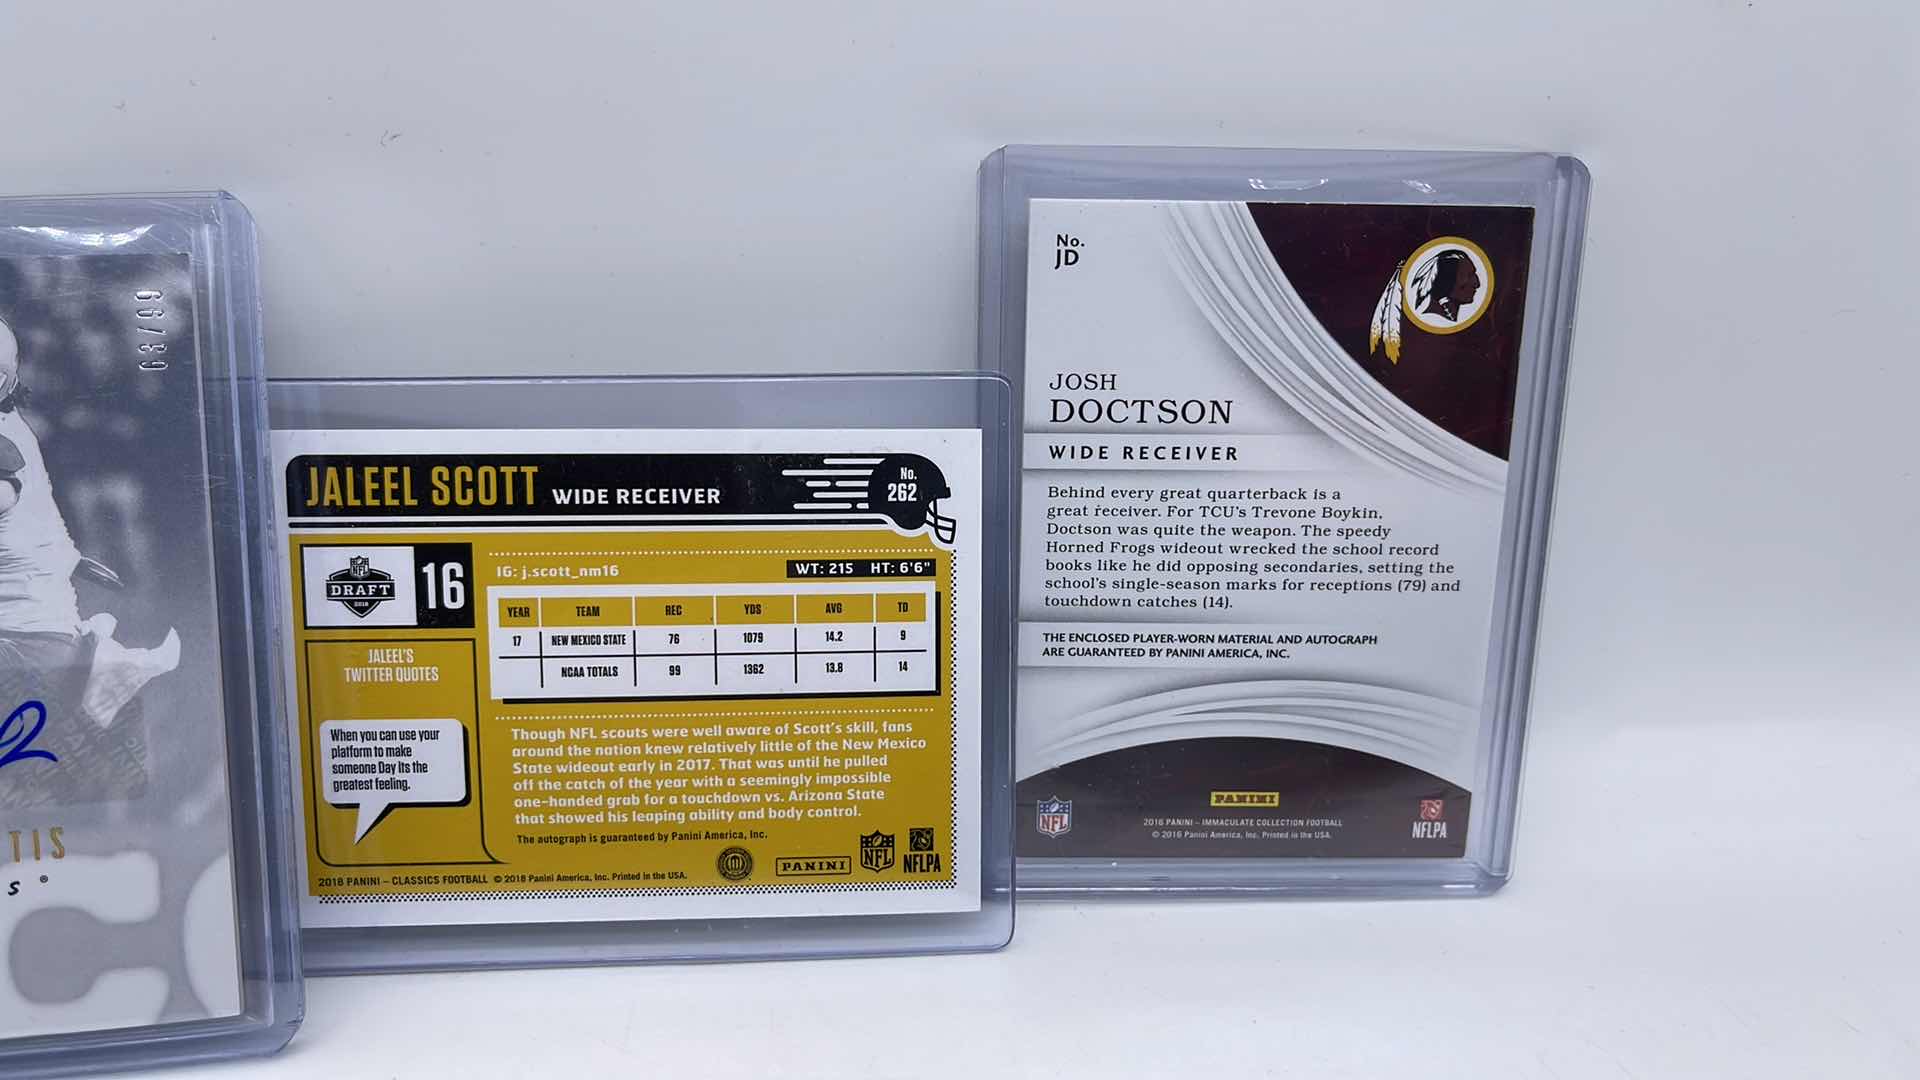 63/99
TIS
S ®
JALEEL SCOTT WIDE RECEIVER
No.
262
NFL
DRAFT
2018
16
IG: j.scott_nm16
WT: 215 HT: 6'6"
YEAR TEAM REC YDS AVG TD
17 NEW MEXICO STATE 76 1079 14.2 9
NCAA TOTALS 99 1362 13.8 14
JALEEL'S
TWITTER QUOTES
When you can use your
platform to make
someone Day Its the
greatest feeling.
Though NFL scouts were well aware of Scott's skill, fans
around the nation knew relatively little of the New Mexico
State wideout early in 2017. That was until he pulled
off the catch of the year with a seemingly impossible
one-handed grab for a touchdown vs. Arizona State
that showed his leaping ability and body control.
The autograph is guaranteed by Panini America, Inc.
PANINI
NFL
NFLPA
2018 PANINI – CLASSICS FOOTBALL © 2018 Panini America, Inc. Printed in the USA.
No.
JD
JOSH
DOCTSON
WIDE RECEIVER
Behind every great quarterback is a
great receiver. For TCU's Trevone Boykin,
Doctson was quite the weapon. The speedy
Horned Frogs wideout wrecked the school record
books like he did opposing secondaries, setting the
school's single-season marks for receptions (79) and
touchdown catches (14).
THE ENCLOSED PLAYER-WORN MATERIAL AND AUTOGRAPH
ARE GUARANTEED BY PANINI AMERICA, INC.
PANINI
NFL
2016 PANINI – IMMACULATE COLLECTION FOOTBALL
© 2016 Panini America, Inc. Printed in the USA.
NFLPA